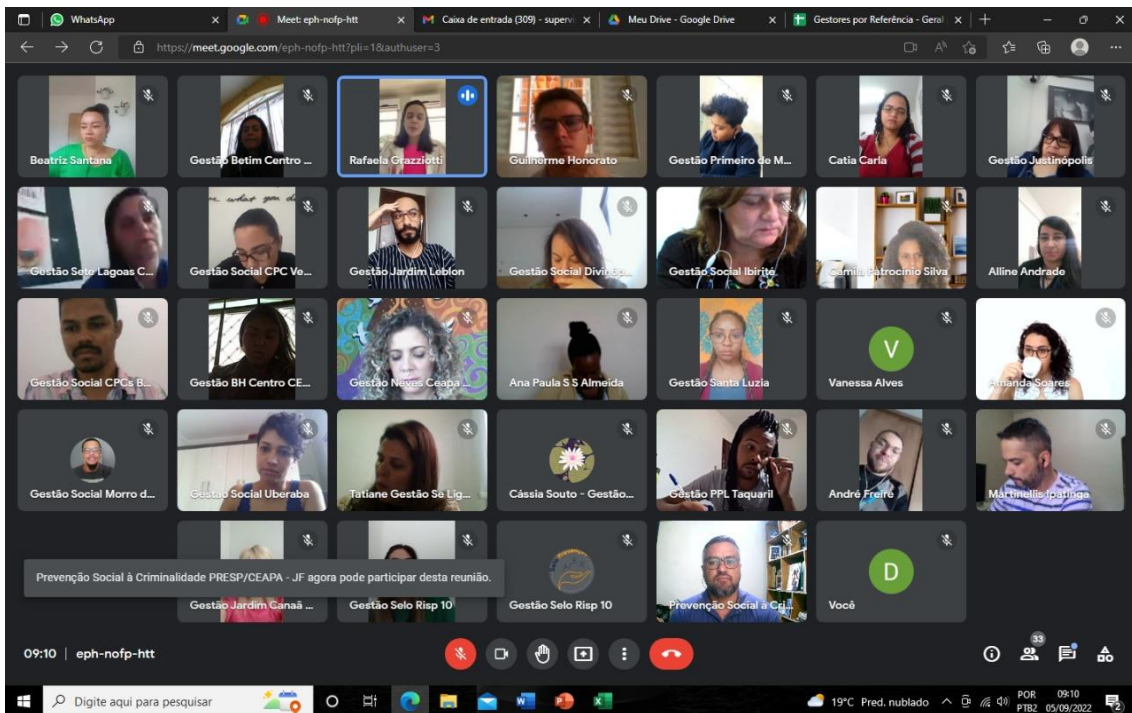 WhatsApp
Meet: eph-nofp-htt
Caixa de entrada (309) - supervi
Meu Drive - Google Drive
Gestores por Referência - Geral
https://meet.google.com/eph-nofp-htt?pli=1&authuser=3
Beatriz Santana
Gestão Betim Centro ...
Rafaela Grazziotti
Guilherme Honorato
Gestão Primeiro de M...
Catia Carla
Gestão Justinópolis
Gestão Sete Lagoas C...
Gestão Social CPC Ve...
Gestão Jardim Leblon
Gestão Social Divinóp...
Gestão Social Ibirité
Camila Patrocinio Silva
Alline Andrade
Gestão Social CPCs B...
Gestão BH Centro CE...
Gestão Neves Ceapa ...
Ana Paula S S Almeida
Gestão Santa Luzia
V
Vanessa Alves
Amanda Soares
Gestão Social Morro d...
Gestão Social Uberaba
Tatiane Gestão Se Lig...
Cássia Souto - Gestão...
Gestão PPL Taquaril
André Freire
Martinellis Ipatinga
Prevenção Social à Criminalidade PRESP/CEAPA - JF agora pode participar desta reunião.
Gestão Jardim Canaã ...
Gestão Selo Risp 10
Gestão Selo Risp 10
Prevenção Social à Cri...
D
Você
09:10 | eph-nofp-htt
33
Digite aqui para pesquisar
19°C Pred. nublado
POR
PTB2
09:10
05/09/2022